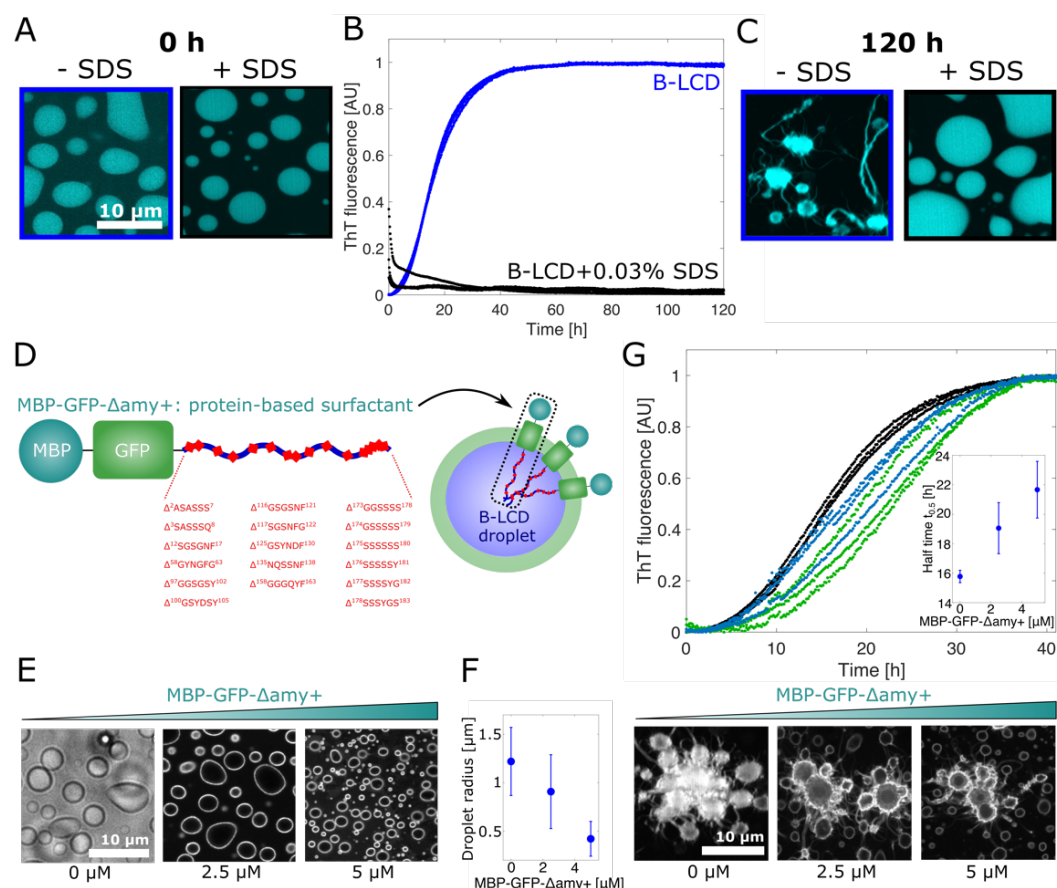 A
0 h
- SDS
+ SDS
10 µm
B
ThT fluorescence [AU]
1
0.8
0.6
0.4
0.2
0
B-LCD
B-LCD+0.03% SDS
0 20 40 60 80 100 120
Time [h]
C
120 h
- SDS
+ SDS
D
MBP-GFP-Δamy+: protein-based surfactant
MBP
GFP
B-LCD
droplet
Δ²ASASSS⁷
Δ³SASSSQ⁸
Δ¹²SGSGNF¹⁷
Δ⁵⁸GYNGFG⁶³
Δ⁹⁷GGSGSY¹⁰²
Δ¹⁰⁰GSYDSY¹⁰⁵
Δ¹¹⁶GSGSNF¹²¹
Δ¹¹⁷SGSNFG¹²²
Δ¹²⁵GSYNDF¹³⁰
Δ¹³⁵NQSSNF¹³⁸
Δ¹⁵⁸GGGQYF¹⁶³
Δ¹⁷³GGSSSS¹⁷⁸
Δ¹⁷⁴GSSSSS¹⁷⁹
Δ¹⁷⁵SSSSSS¹⁸⁰
Δ¹⁷⁶SSSSSY¹⁸¹
Δ¹⁷⁷SSSSYG¹⁸²
Δ¹⁷⁸SSSYGS¹⁸³
G
ThT fluorescence [AU]
1
0.8
0.6
0.4
0.2
0
0 10 20 30 40
Time [h]
Half time t₀.₅ [h]
24
22
20
18
16
14
0 2 4
MBP-GFP-Δamy+ [µM]
E
MBP-GFP-Δamy+
10 µm
0 µM
2.5 µM
5 µM
F
Droplet radius [µm]
1.5
1
0.5
0 2 4
MBP-GFP-Δamy+ [µM]
MBP-GFP-Δamy+
10 µm
0 µM
2.5 µM
5 µM